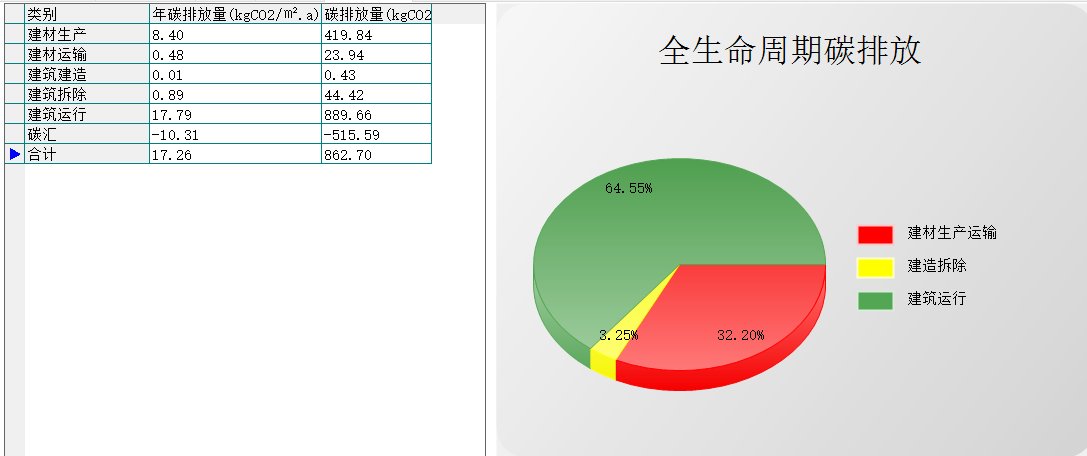 类别 年碳排放量(kgCO2/㎡.a) 碳排放量(kgCO2
建材生产 8.40 419.84
建材运输 0.48 23.94
建筑建造 0.01 0.43
建筑拆除 0.89 44.42
建筑运行 17.79 889.66
碳汇 -10.31 -515.59
合计 17.26 862.70
全生命周期碳排放
64.55%
3.25%
32.20%
建材生产运输
建造拆除
建筑运行